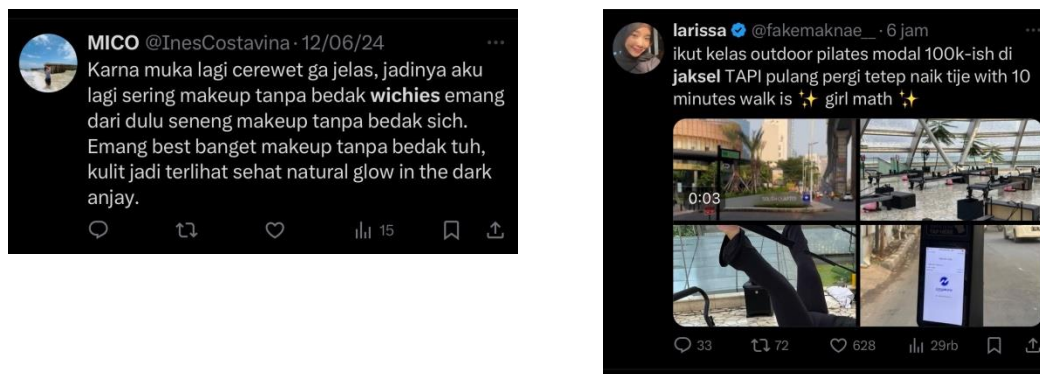 MICO @InesCostavina · 12/06/24
Karna muka lagi cerewet ga jelas, jadinya aku
lagi sering makeup tanpa bedak wichies emang
dari dulu seneng makeup tanpa bedak sich.
Emang best banget makeup tanpa bedak tuh,
kulit jadi terlihat sehat natural glow in the dark
anjay.
15
larissa @fakemaknae__ · 6 jam
ikut kelas outdoor pilates modal 100k-ish di
jaksel TAPI pulang pergi tetep naik tije with 10
minutes walk is ✨ girl math ✨
0:03
33 72 628 29rb